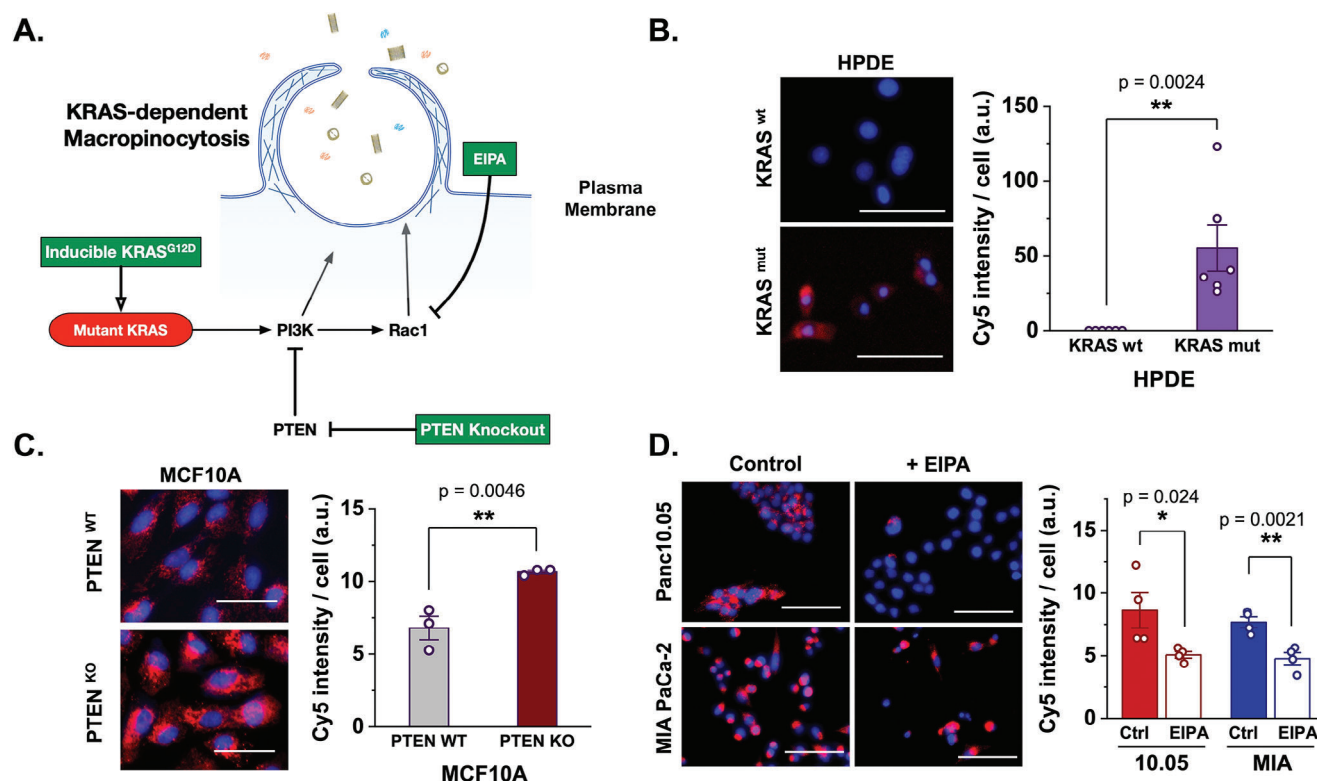 A.
KRAS-dependent
Macropinocytosis
EIPA
Plasma
Membrane
Inducible KRASᴳ¹²ᴰ
Mutant KRAS
PI3K
Rac1
PTEN
PTEN Knockout
B.
HPDE
KRAS wt
KRAS mut
p = 0.0024
**
Cy5 intensity / cell (a.u.)
150
100
50
0
KRAS wt
KRAS mut
HPDE
C.
MCF10A
PTEN WT
PTEN KO
p = 0.0046
**
Cy5 intensity / cell (a.u.)
15
10
5
0
PTEN WT
PTEN KO
MCF10A
D.
Control
+ EIPA
Panc10.05
MIA PaCa-2
p = 0.024
*
p = 0.0021
**
Cy5 intensity / cell (a.u.)
15
10
5
0
Ctrl
EIPA
Ctrl
EIPA
10.05
MIA